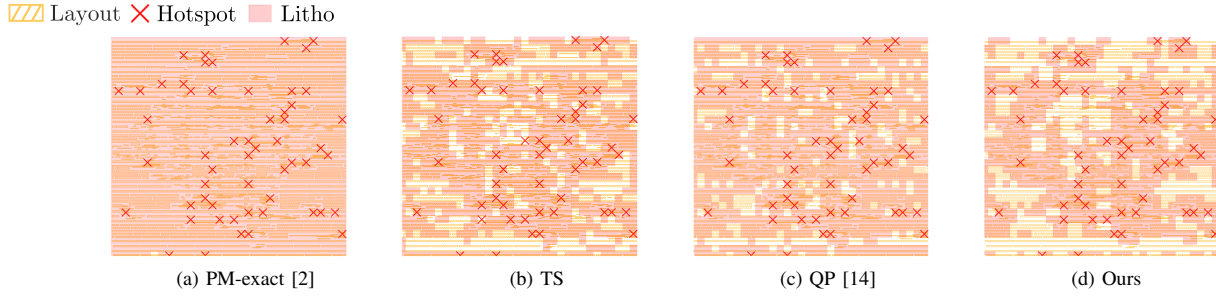 Layout Hotspot Litho
(a) PM-exact [2] (b) TS (c) QP [14] (d) Ours